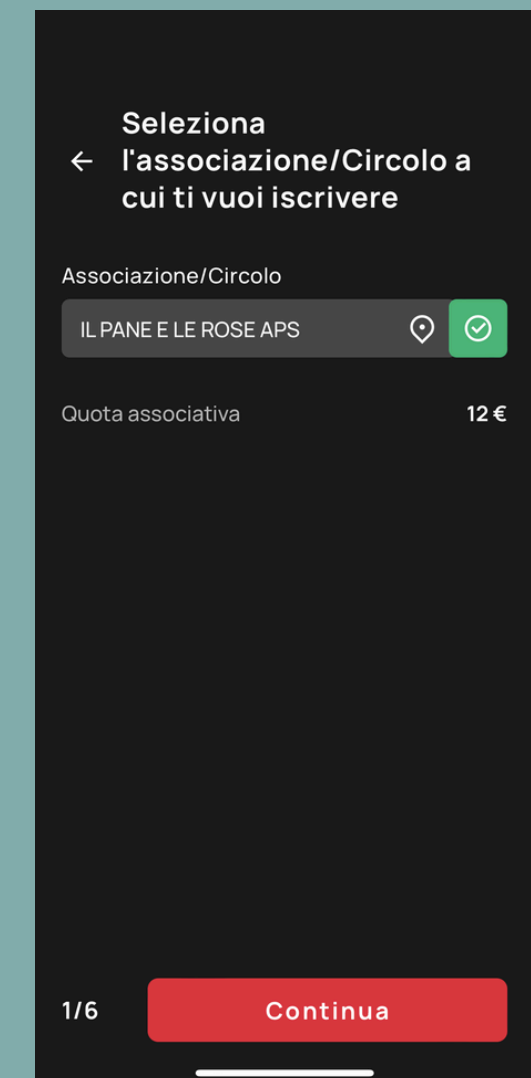 Seleziona
l'associazione/Circolo a
cui ti vuoi iscrivere
Associazione/Circolo
IL PANE E LE ROSE APS
Quota associativa 12 €
1/6 Continua